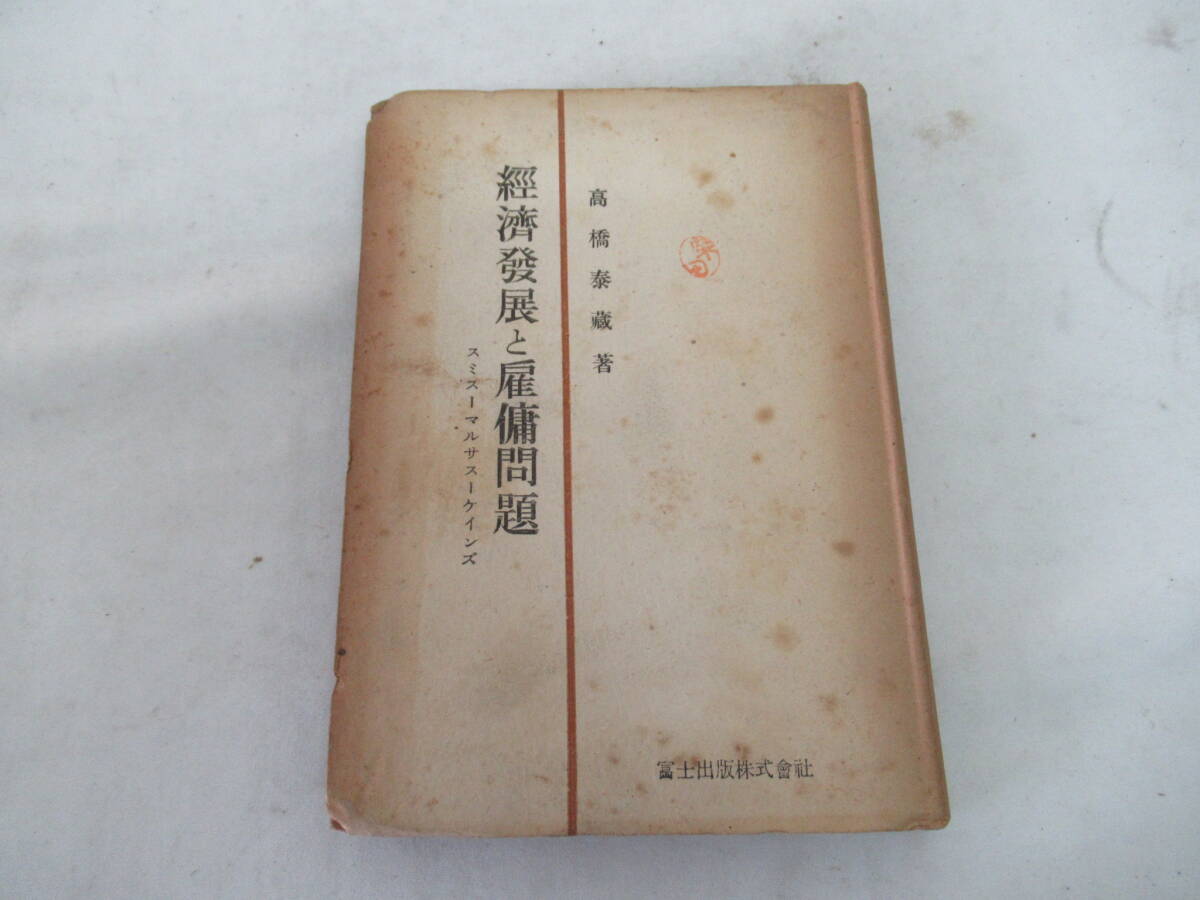 高橋泰藏著
經濟發展と雇傭問題
スミズーマルサスーケインズ
富士出版株式會社